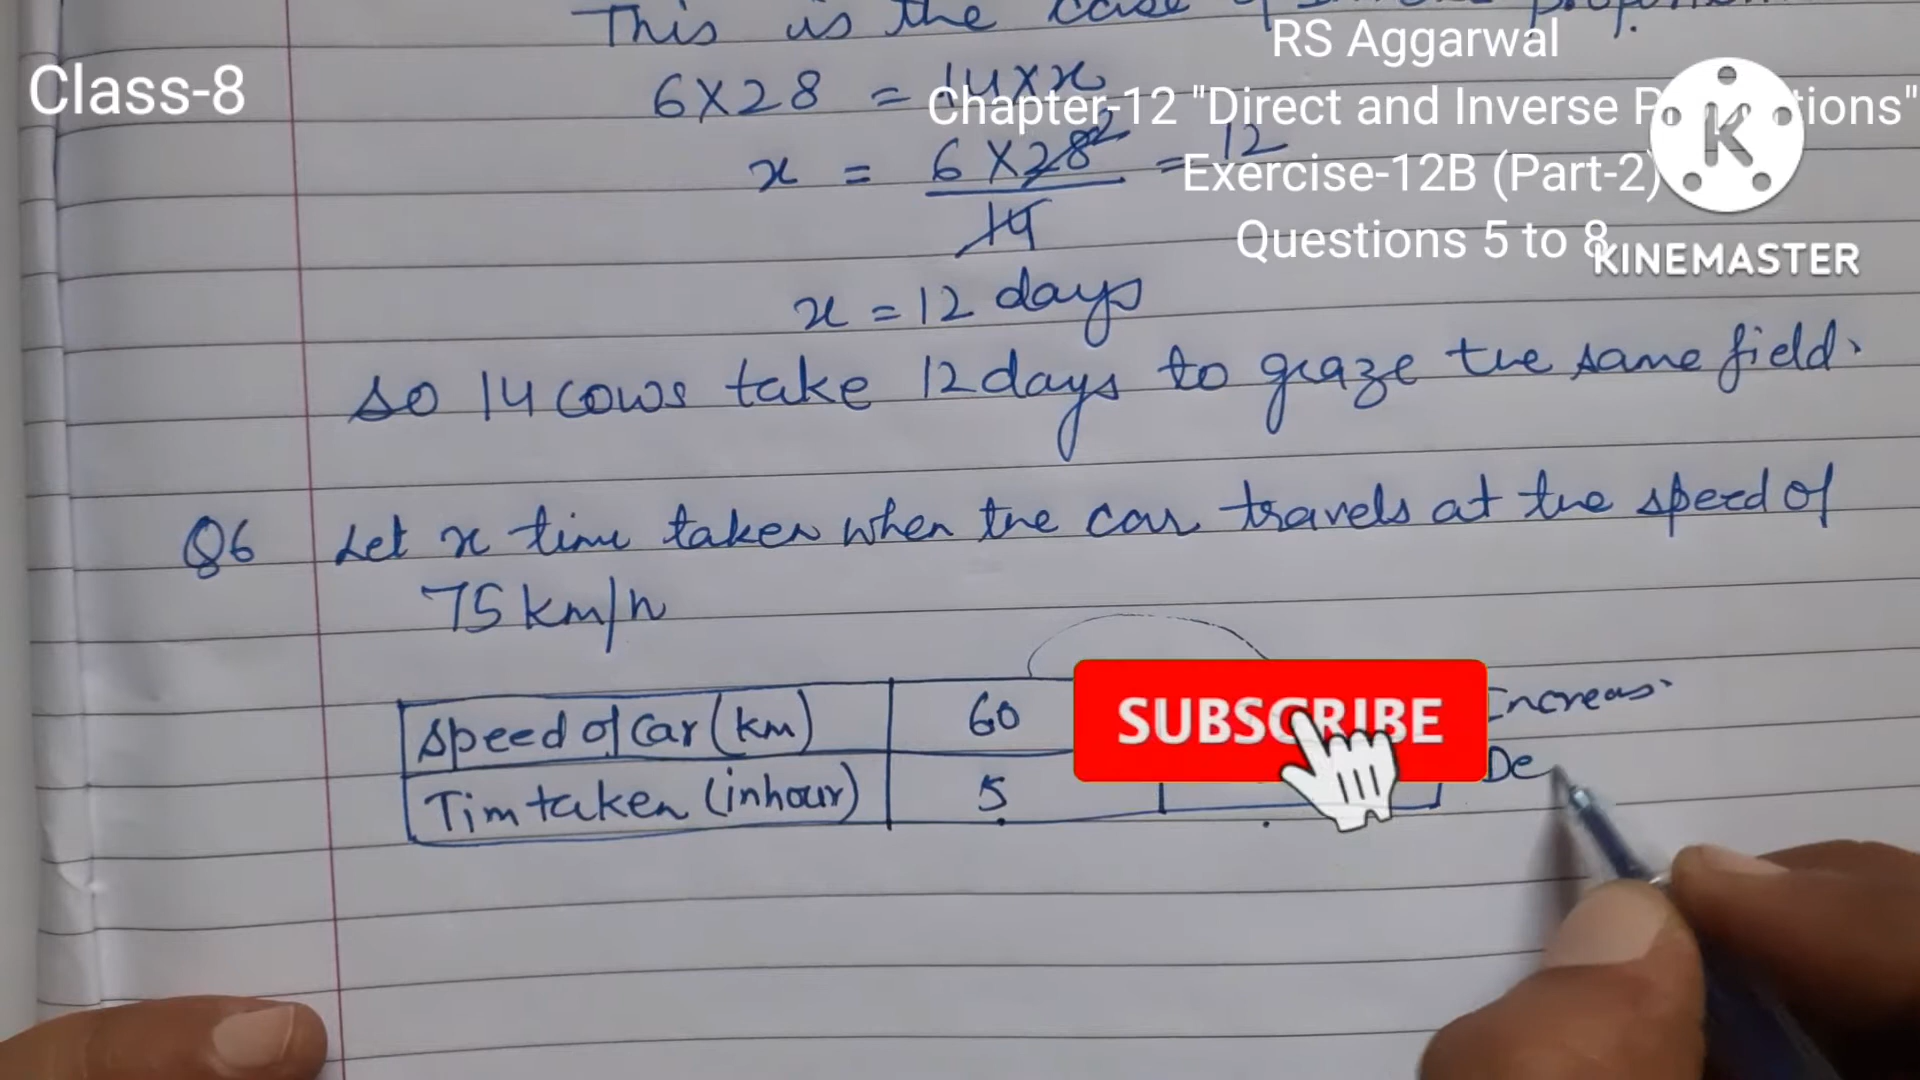 This is the case of
RS Aggarwal
Class-8
6×28 = 14×x
Chapter-12 "Direct and Inverse P tions"
x = 6×28 2 = 12
14
Exercise-12B (Part-2)
Questions 5 to 8
K
KINEMASTER
x = 12 days
so 14 cows take 12 days to graze the same field.
Q6 Let x time taken when the car travels at the speed of
75 km/h
Speed of Car (km) 60
SUBSCRIBE
Increas.
Tim taken (inhour) 5
De